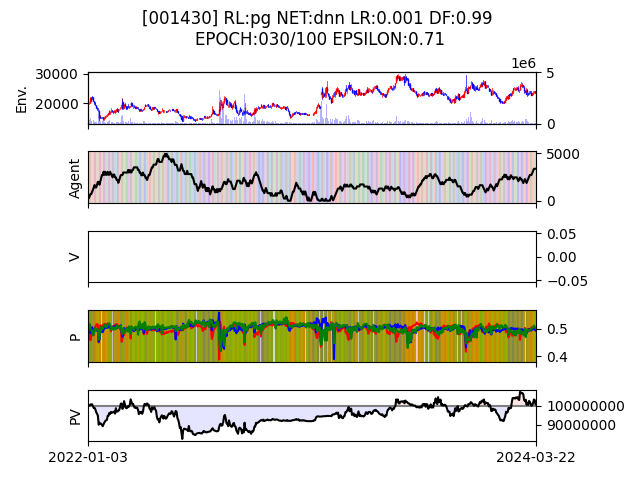 [001430] RL:pg NET:dnn LR:0.001 DF:0.99
EPOCH:030/100 EPSILON:0.71
1e6
Env.
30000
20000
5
0
Agent
5000
0
V
0.05
0.00
−0.05
P
0.5
0.4
PV
100000000
90000000
2022-01-03
2024-03-22